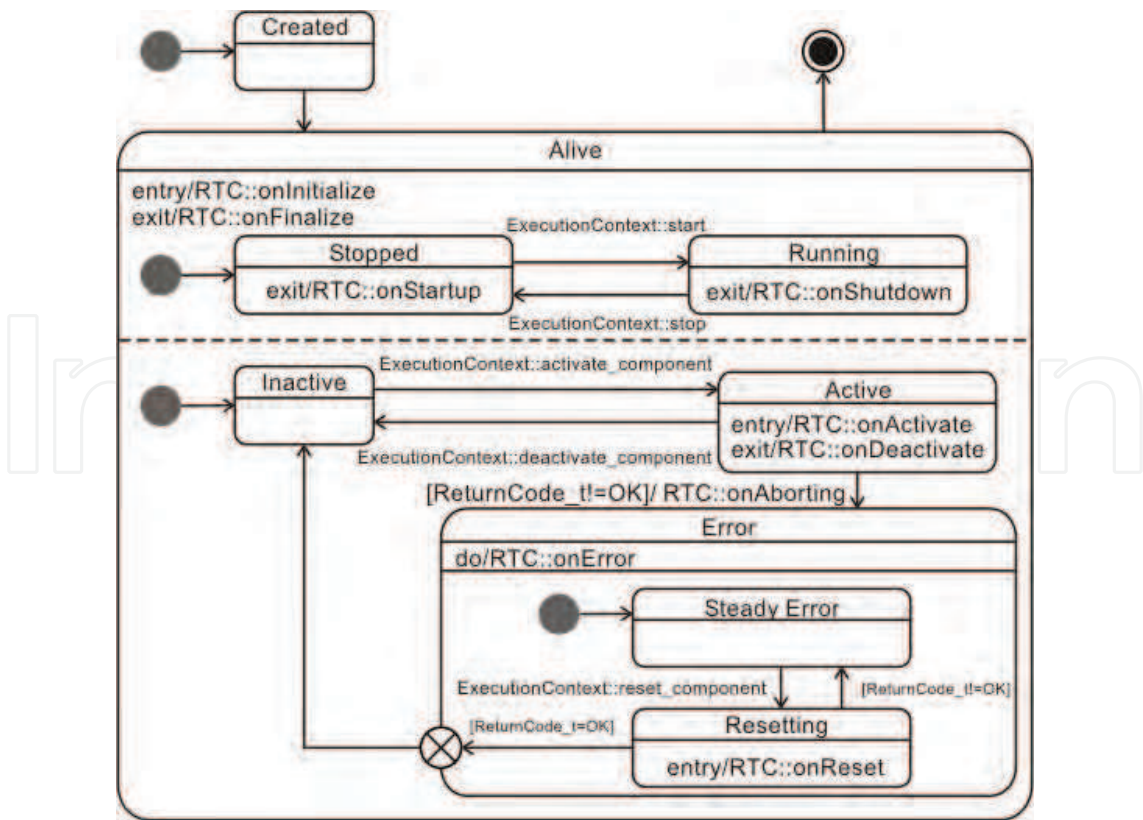 Created
Alive
entry/RTC::onInitialize
exit/RTC::onFinalize
ExecutionContext::start
Stopped
Running
exit/RTC::onStartup
exit/RTC::onShutdown
ExecutionContext::stop
ExecutionContext::activate_component
Inactive
Active
entry/RTC::onActivate
exit/RTC::onDeactivate
ExecutionContext::deactivate_component
[ReturnCode_t!=OK]/ RTC::onAborting
Error
do/RTC::onError
Steady Error
ExecutionContext::reset_component
[ReturnCode_t!=OK]
[ReturnCode_t=OK]
Resetting
entry/RTC::onReset